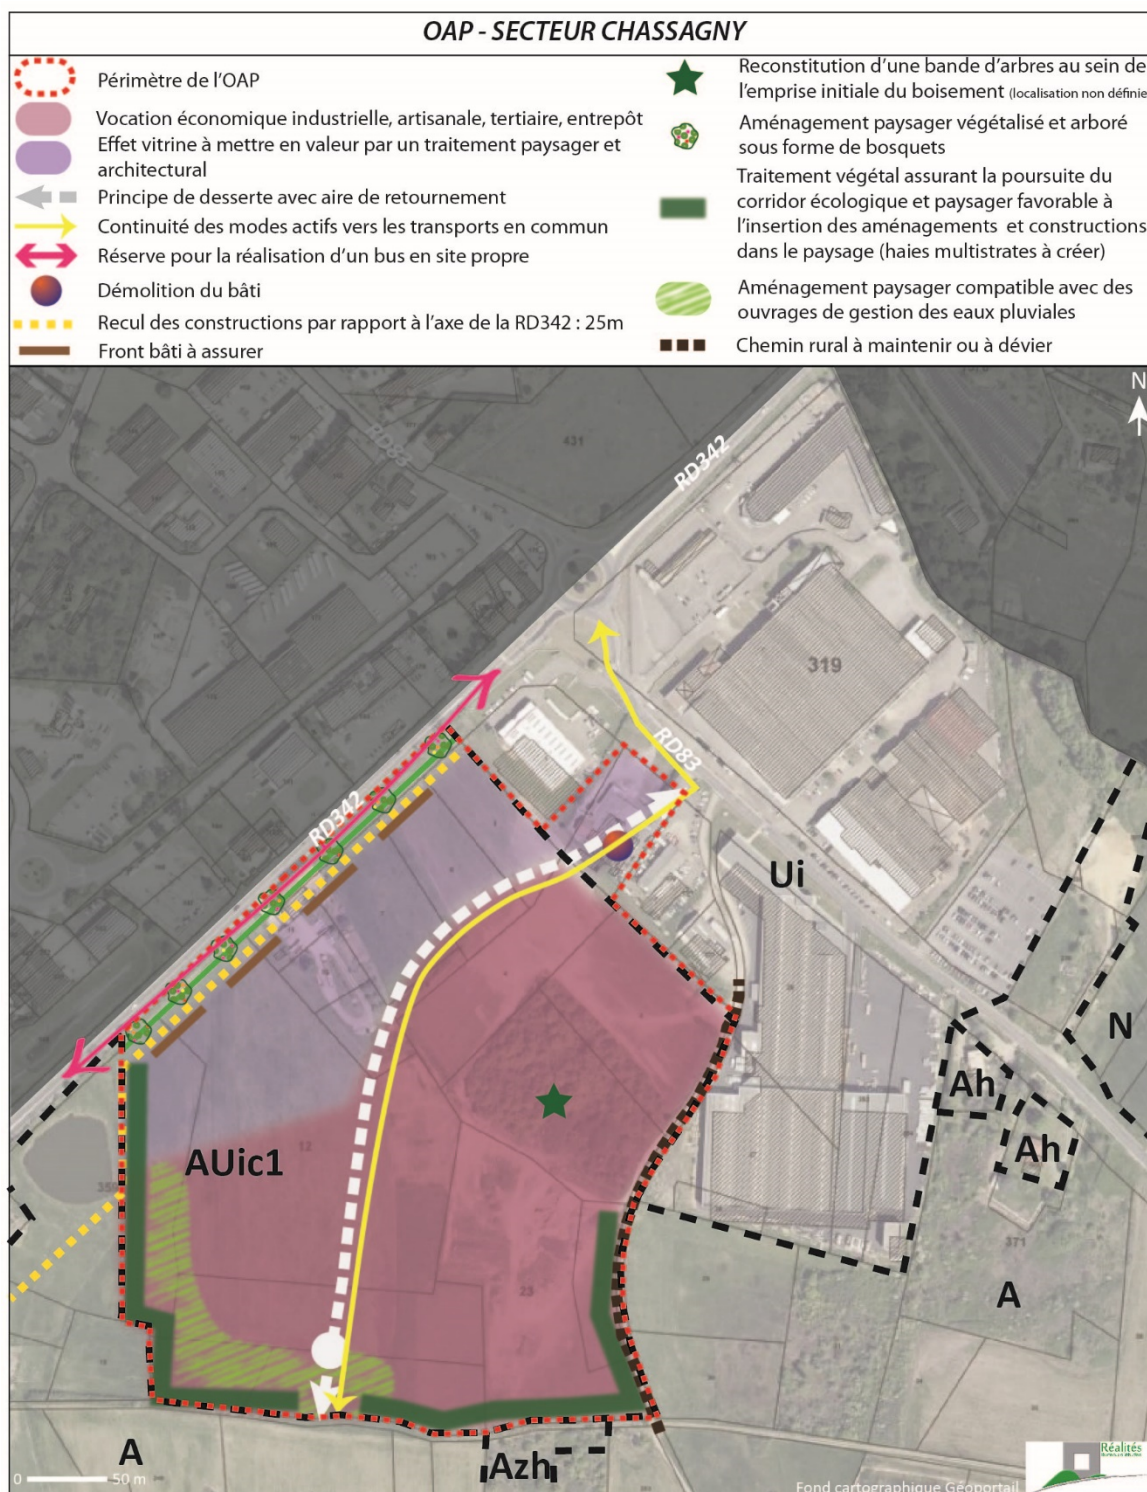 OAP - SECTEUR CHASSAGNY
Périmètre de l'OAP
Vocation économique industrielle, artisanale, tertiaire, entrepôt
Effet vitrine à mettre en valeur par un traitement paysager et
architectural
Principe de desserte avec aire de retournement
Continuité des modes actifs vers les transports en commun
Réserve pour la réalisation d'un bus en site propre
Démolition du bâti
Recul des constructions par rapport à l'axe de la RD342 : 25m
Front bâti à assurer
Reconstitution d'une bande d'arbres au sein de
l'emprise initiale du boisement (localisation non définie
Aménagement paysager végétalisé et arboré
sous forme de bosquets
Traitement végétal assurant la poursuite du
corridor écologique et paysager favorable à
l'insertion des aménagements et constructions
dans le paysage (haies multistrates à créer)
Aménagement paysager compatible avec des
ouvrages de gestion des eaux pluviales
Chemin rural à maintenir ou à dévier
N
RD83
431
RD342
319
RD83
RD342
Ui
N
Ah
Ah
AUic1
12
355
371
23
A
A
Azh
0 50 m
Fond cartographique Géoportail
Réalités